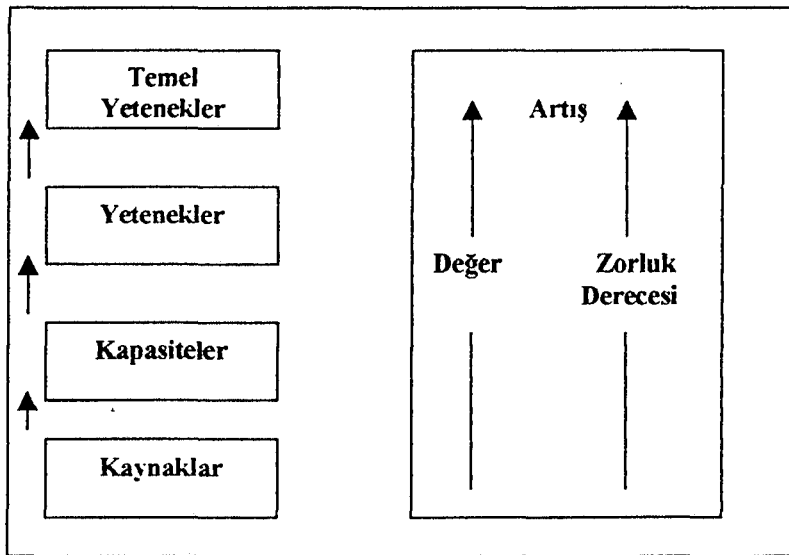 Temel
Yetenekler
Yetenekler
Kapasiteler
Kaynaklar
Artış
Değer
Zorluk
Derecesi